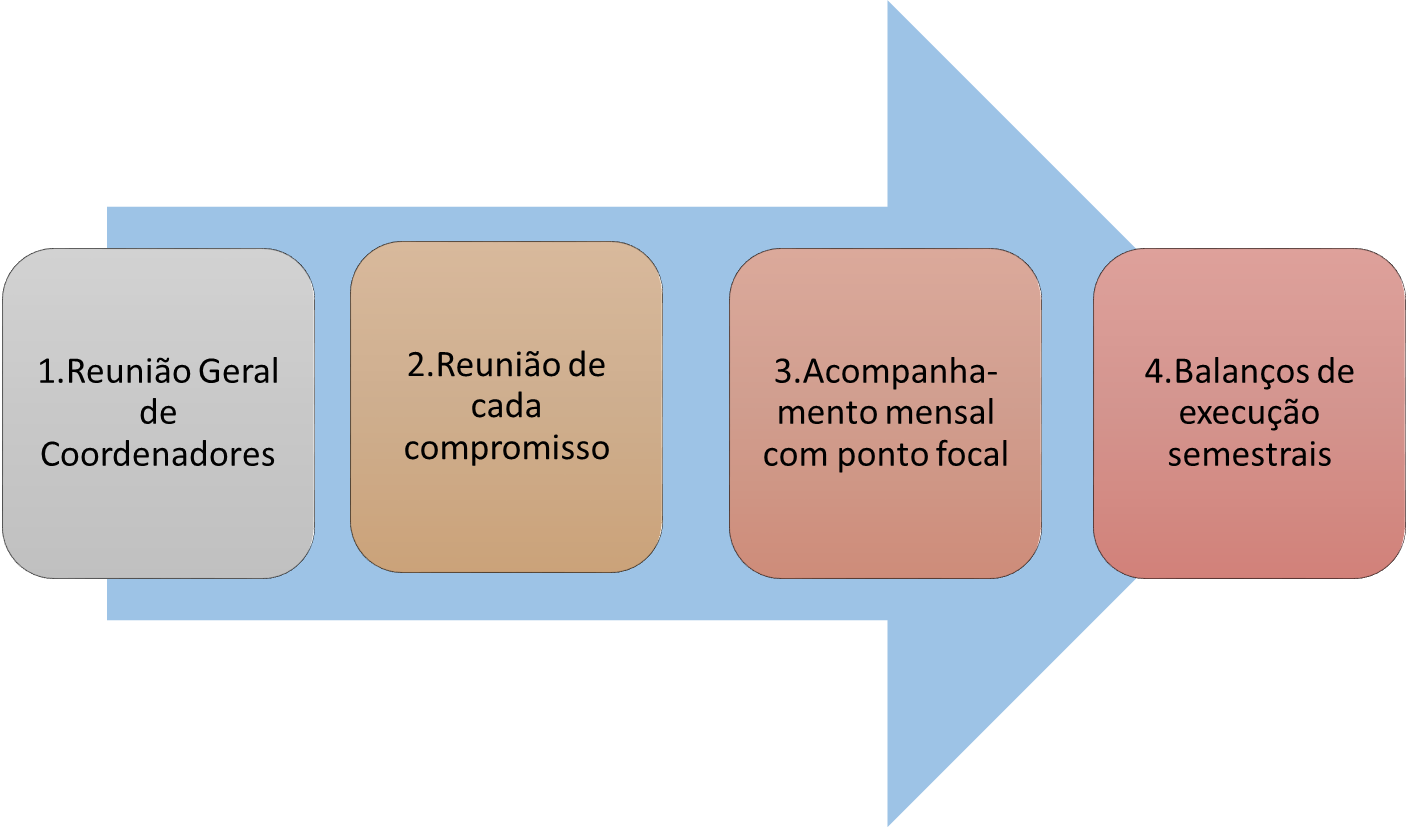 1.Reunião Geral
de
Coordenadores
2.Reunião de
cada
compromisso
3.Acompanha-
mento mensal
com ponto focal
4.Balanços de
execução
semestrais